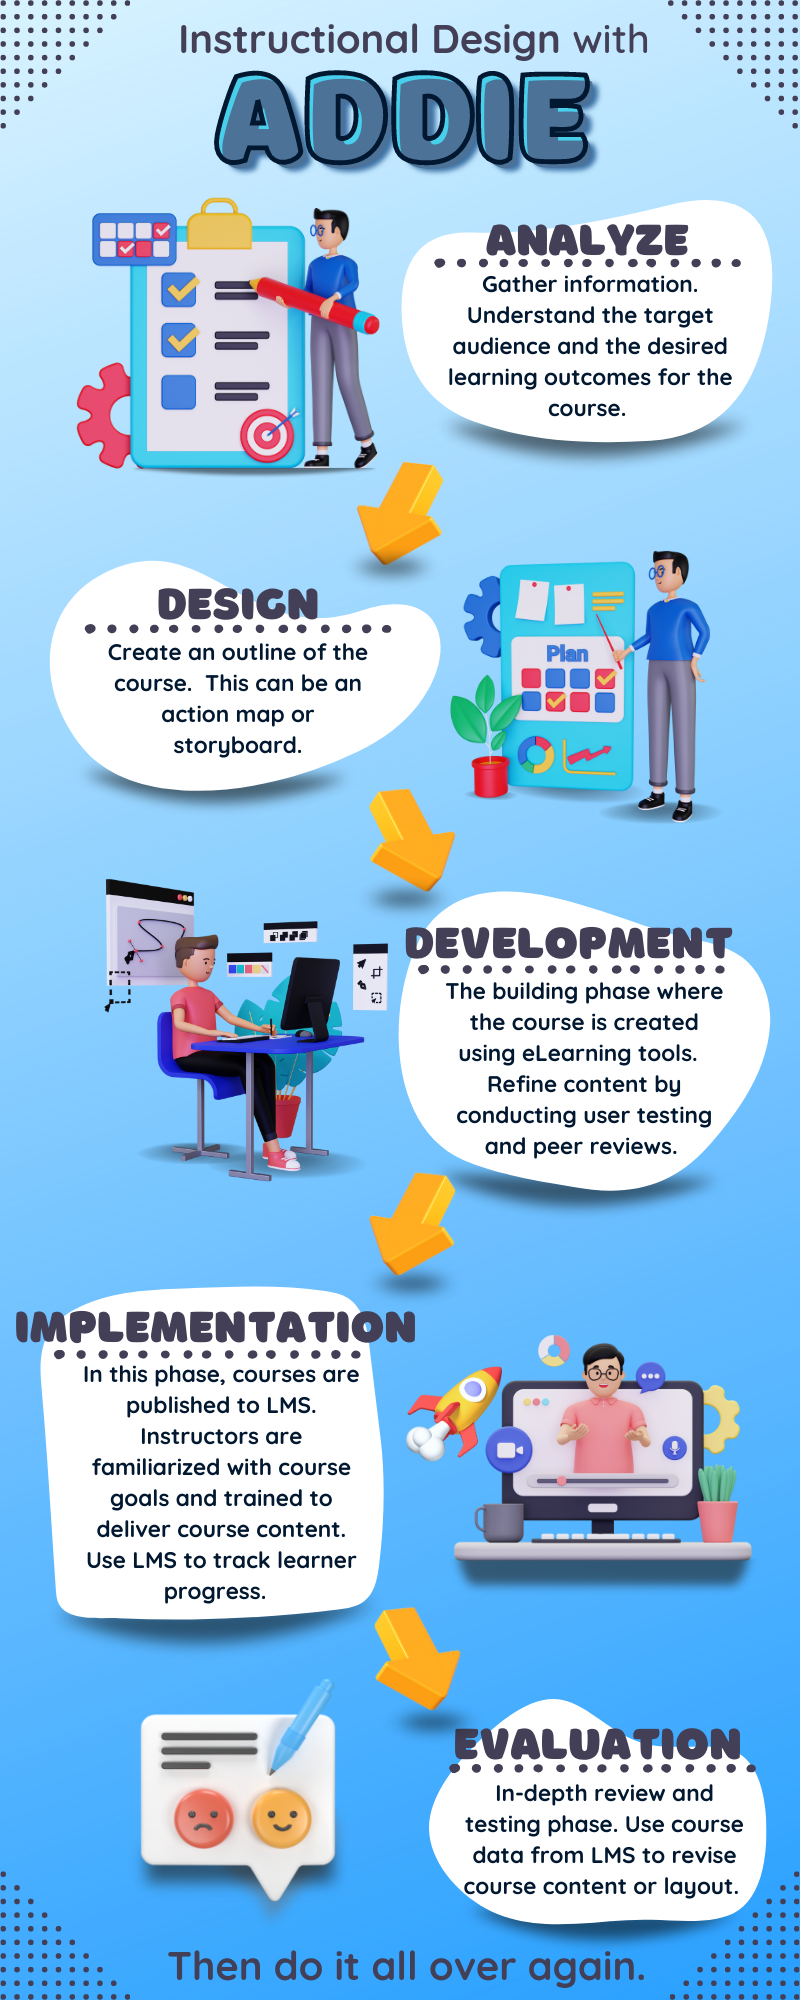 Instructional Design with
ADDIE
ANALYZE
Gather information.
Understand the target
audience and the desired
learning outcomes for the
course.
DESIGN
Create an outline of the
course.  This can be an
action map or
storyboard.
Plan
DEVELOPMENT
The building phase where
the course is created
using eLearning tools.
Refine content by
conducting user testing
and peer reviews.
IMPLEMENTATION
In this phase, courses are
published to LMS.
Instructors are
familiarized with course
goals and trained to
deliver course content.
Use LMS to track learner
progress.
EVALUATION
In-depth review and
testing phase. Use course
data from LMS to revise
course content or layout.
Then do it all over again.